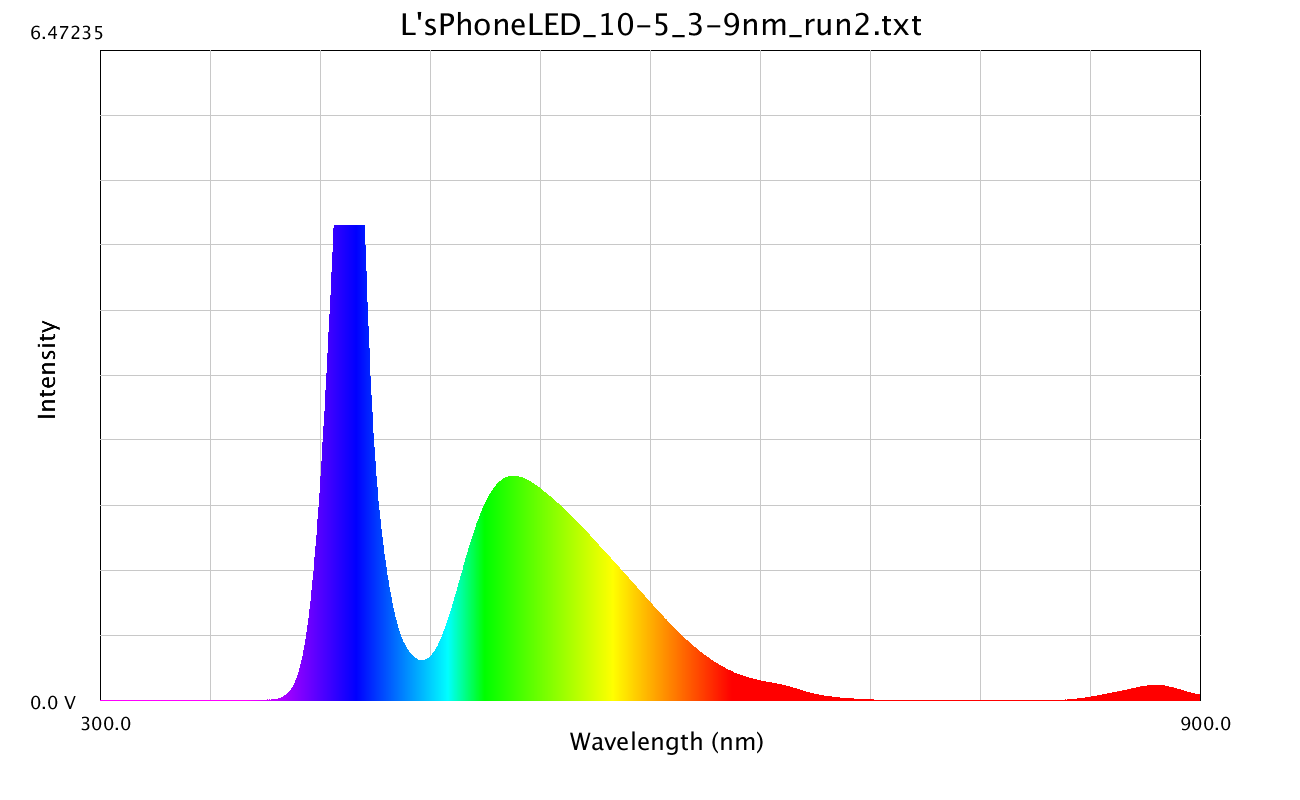 L'sPhoneLED_10-5_3-9nm_run2.txt
6.47235
Intensity
0.0 V
300.0
900.0
Wavelength (nm)